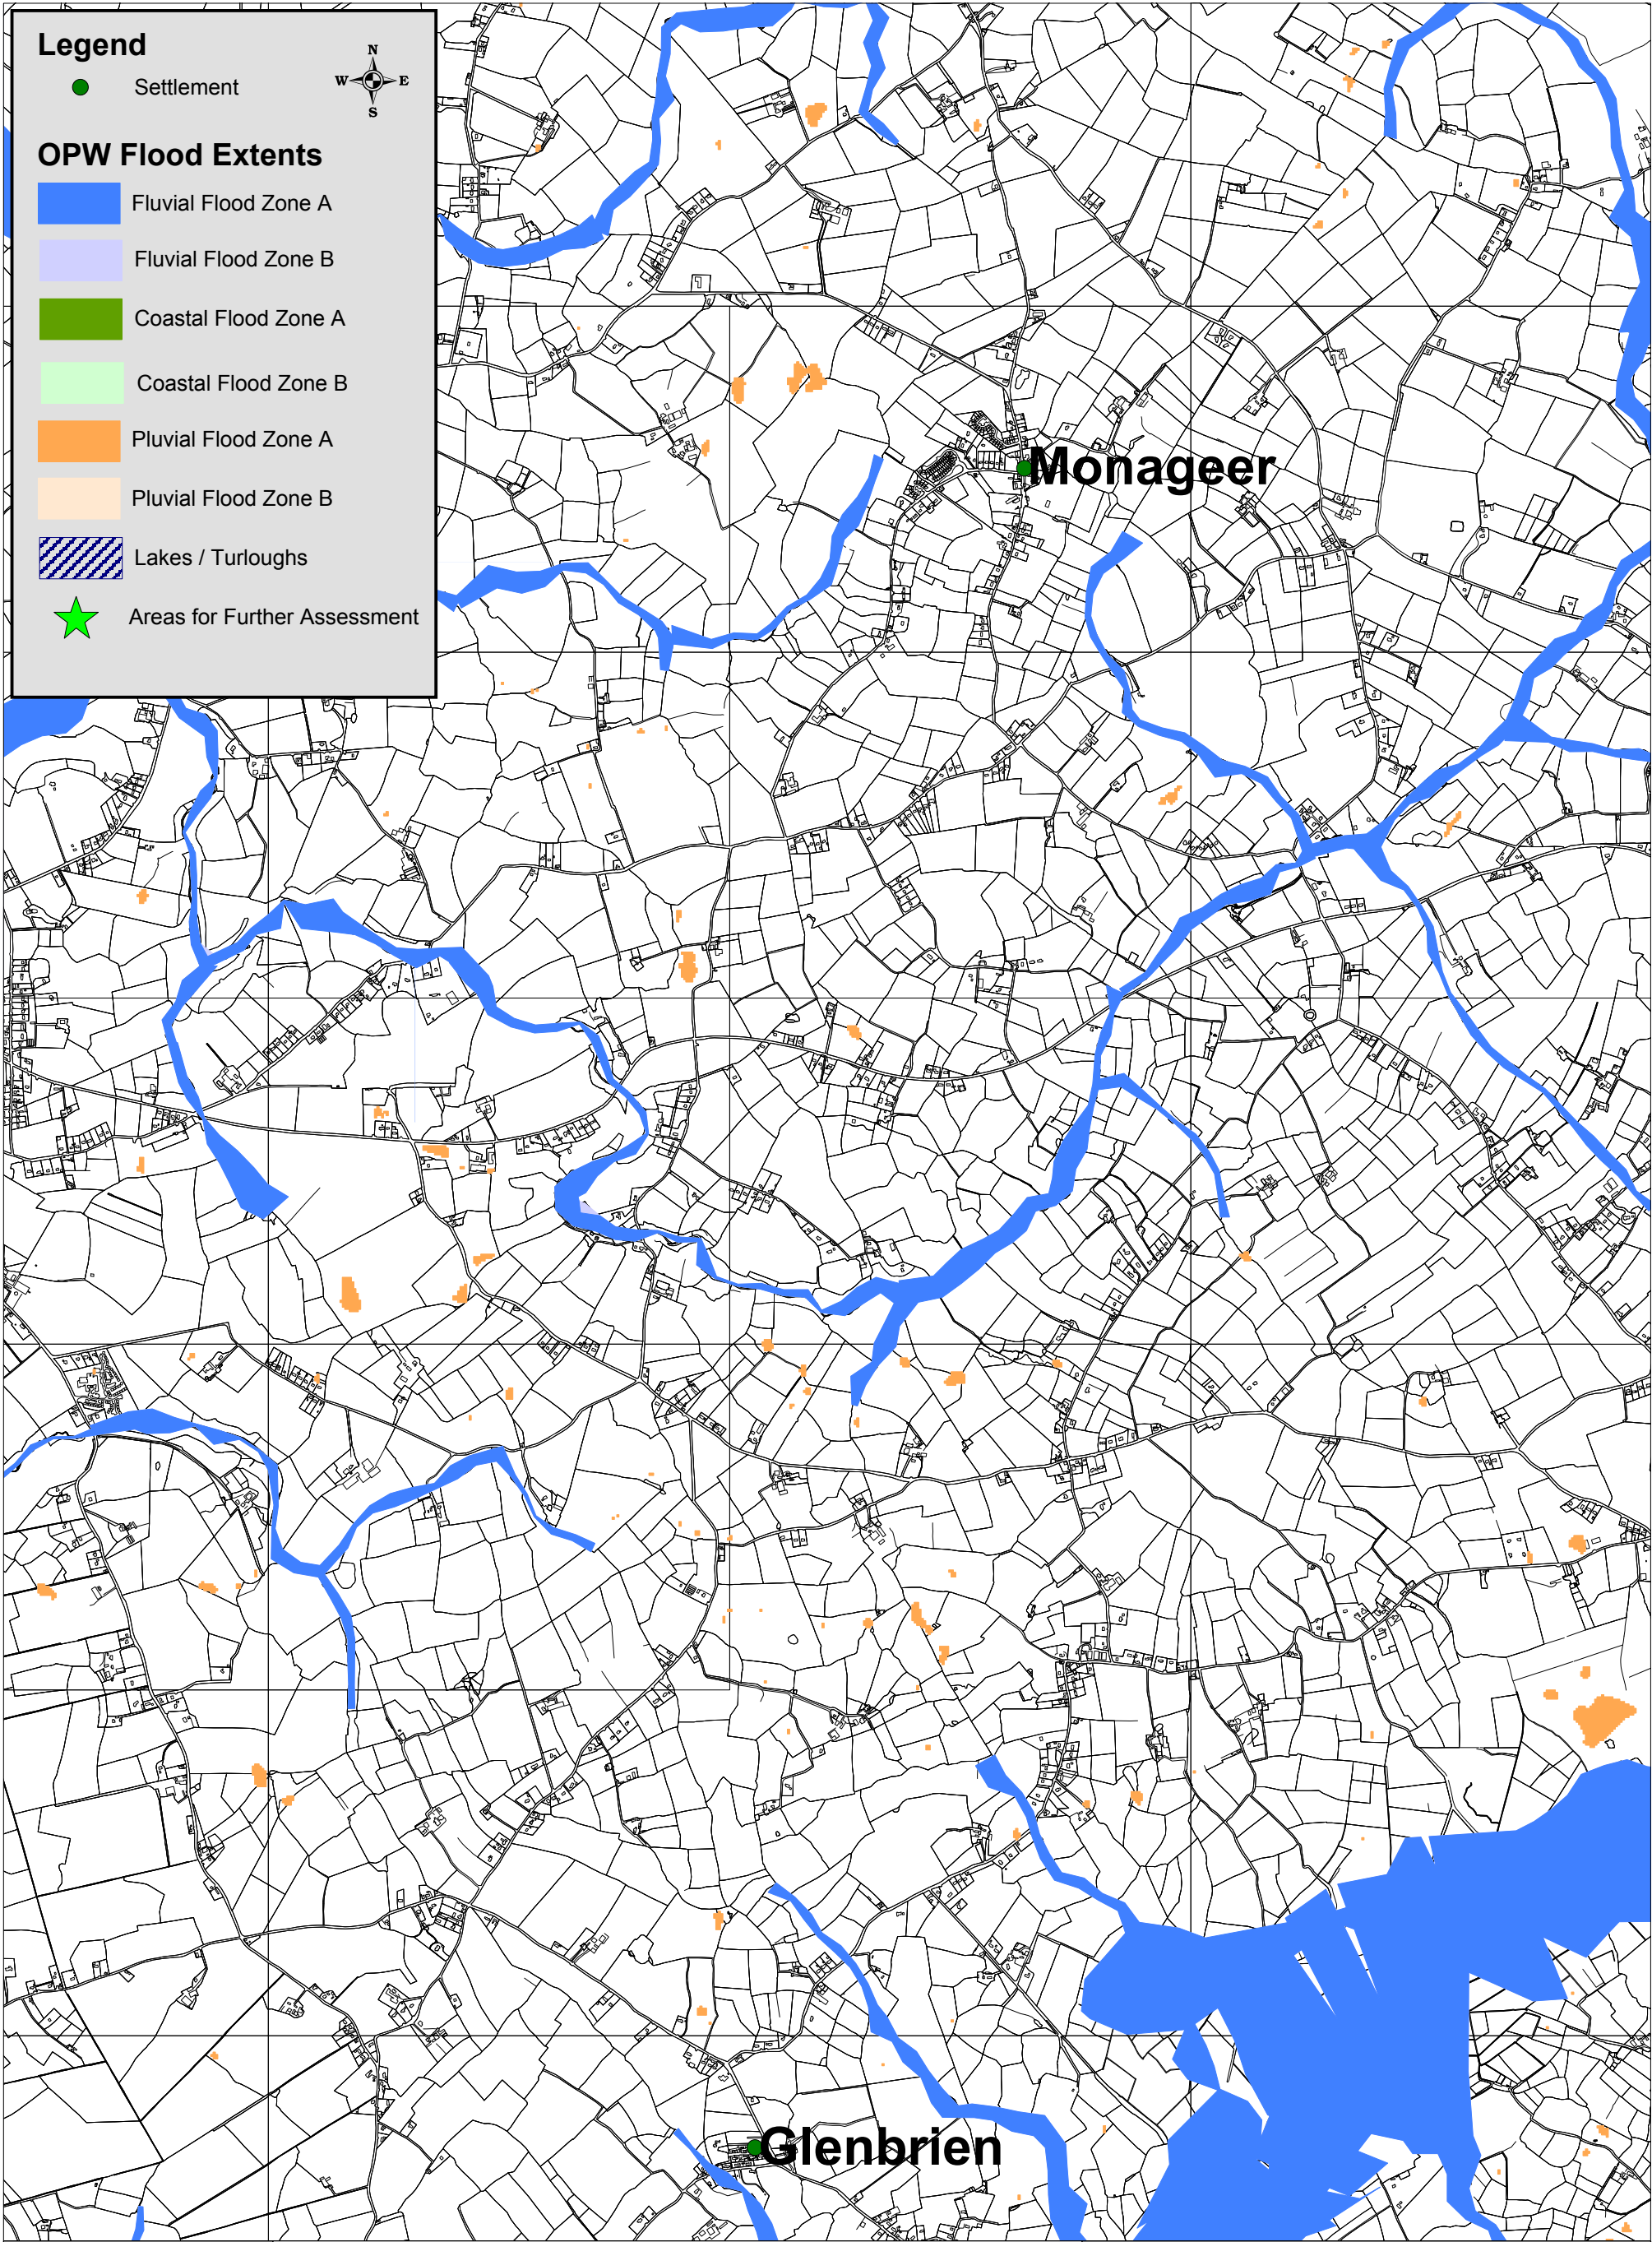 Legend
N
W E
S
Settlement
OPW Flood Extents
Fluvial Flood Zone A
Fluvial Flood Zone B
Coastal Flood Zone A
Coastal Flood Zone B
Pluvial Flood Zone A
Pluvial Flood Zone B
Lakes / Turloughs
Areas for Further Assessment
Monageer
Glenbrien